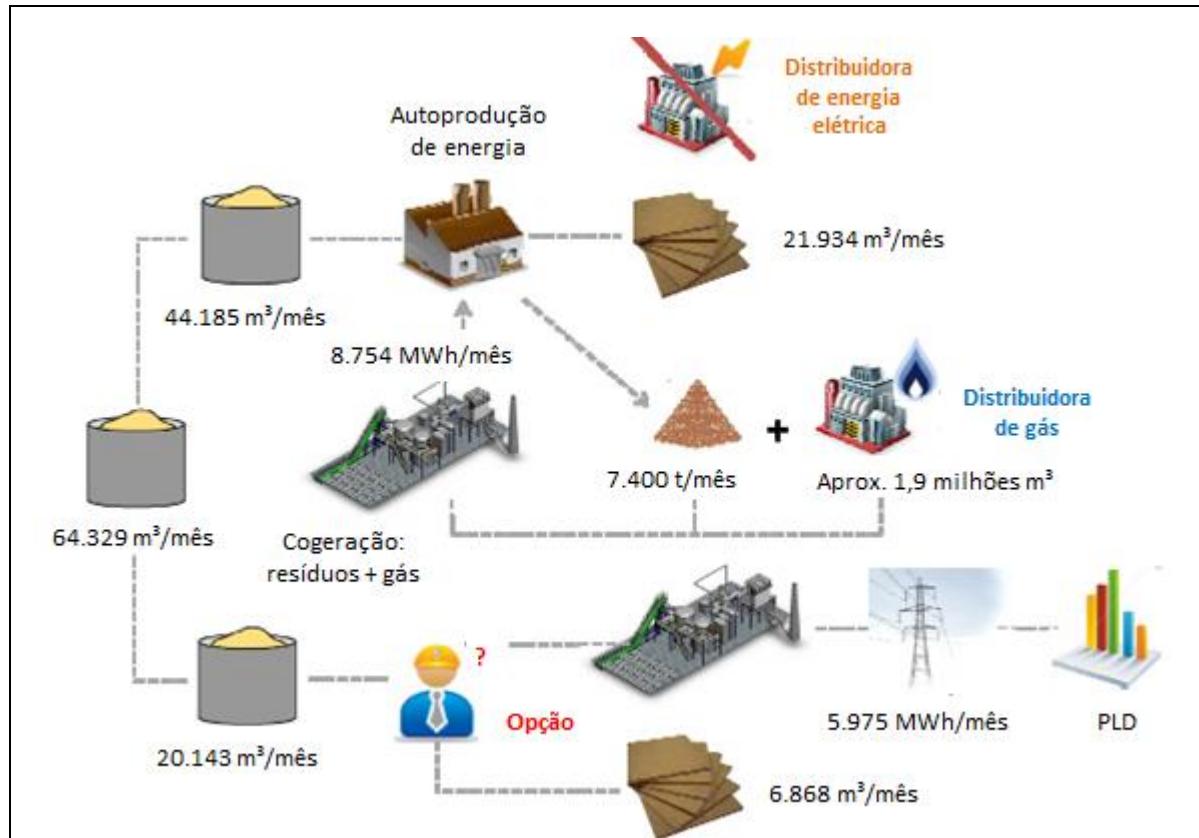 Distribuidora
de energia
elétrica
Autoprodução
de energia
21.934 m³/mês
44.185 m³/mês
8.754 MWh/mês
Distribuidora
de gás
+
7.400 t/mês
Aprox. 1,9 milhões m³
64.329 m³/mês
Cogeração:
resíduos + gás
?
Opção
5.975 MWh/mês
PLD
20.143 m³/mês
6.868 m³/mês